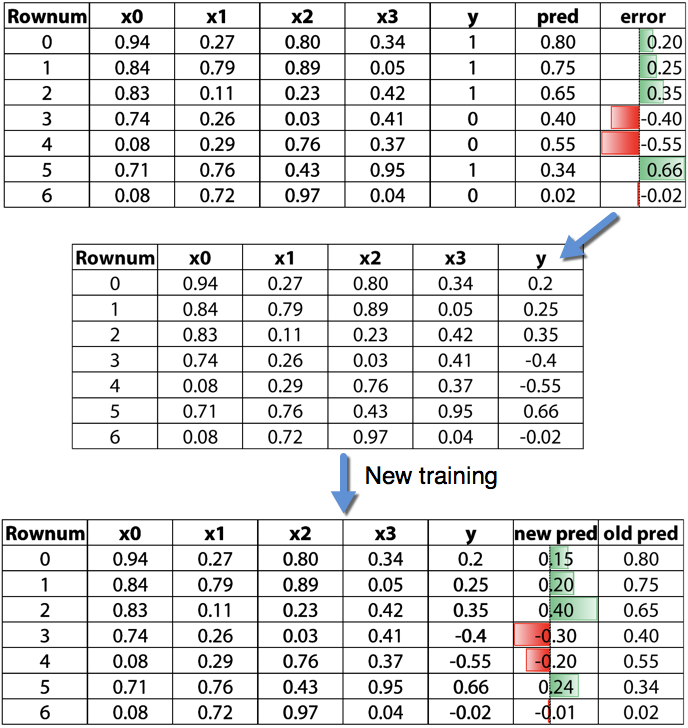 Rownum x0 x1 x2 x3 y pred error
0 0.94 0.27 0.80 0.34 1 0.80 0.20
1 0.84 0.79 0.89 0.05 1 0.75 0.25
2 0.83 0.11 0.23 0.42 1 0.65 0.35
3 0.74 0.26 0.03 0.41 0 0.40 -0.40
4 0.08 0.29 0.76 0.37 0 0.55 -0.55
5 0.71 0.76 0.43 0.95 1 0.34 0.66
6 0.08 0.72 0.97 0.04 0 0.02 -0.02
Rownum x0 x1 x2 x3 y
0 0.94 0.27 0.80 0.34 0.2
1 0.84 0.79 0.89 0.05 0.25
2 0.83 0.11 0.23 0.42 0.35
3 0.74 0.26 0.03 0.41 -0.4
4 0.08 0.29 0.76 0.37 -0.55
5 0.71 0.76 0.43 0.95 0.66
6 0.08 0.72 0.97 0.04 -0.02
New training
Rownum x0 x1 x2 x3 y new pred old pred
0 0.94 0.27 0.80 0.34 0.2 0.15 0.80
1 0.84 0.79 0.89 0.05 0.25 0.20 0.75
2 0.83 0.11 0.23 0.42 0.35 0.40 0.65
3 0.74 0.26 0.03 0.41 -0.4 -0.30 0.40
4 0.08 0.29 0.76 0.37 -0.55 -0.20 0.55
5 0.71 0.76 0.43 0.95 0.66 0.24 0.34
6 0.08 0.72 0.97 0.04 -0.02 -0.01 0.02